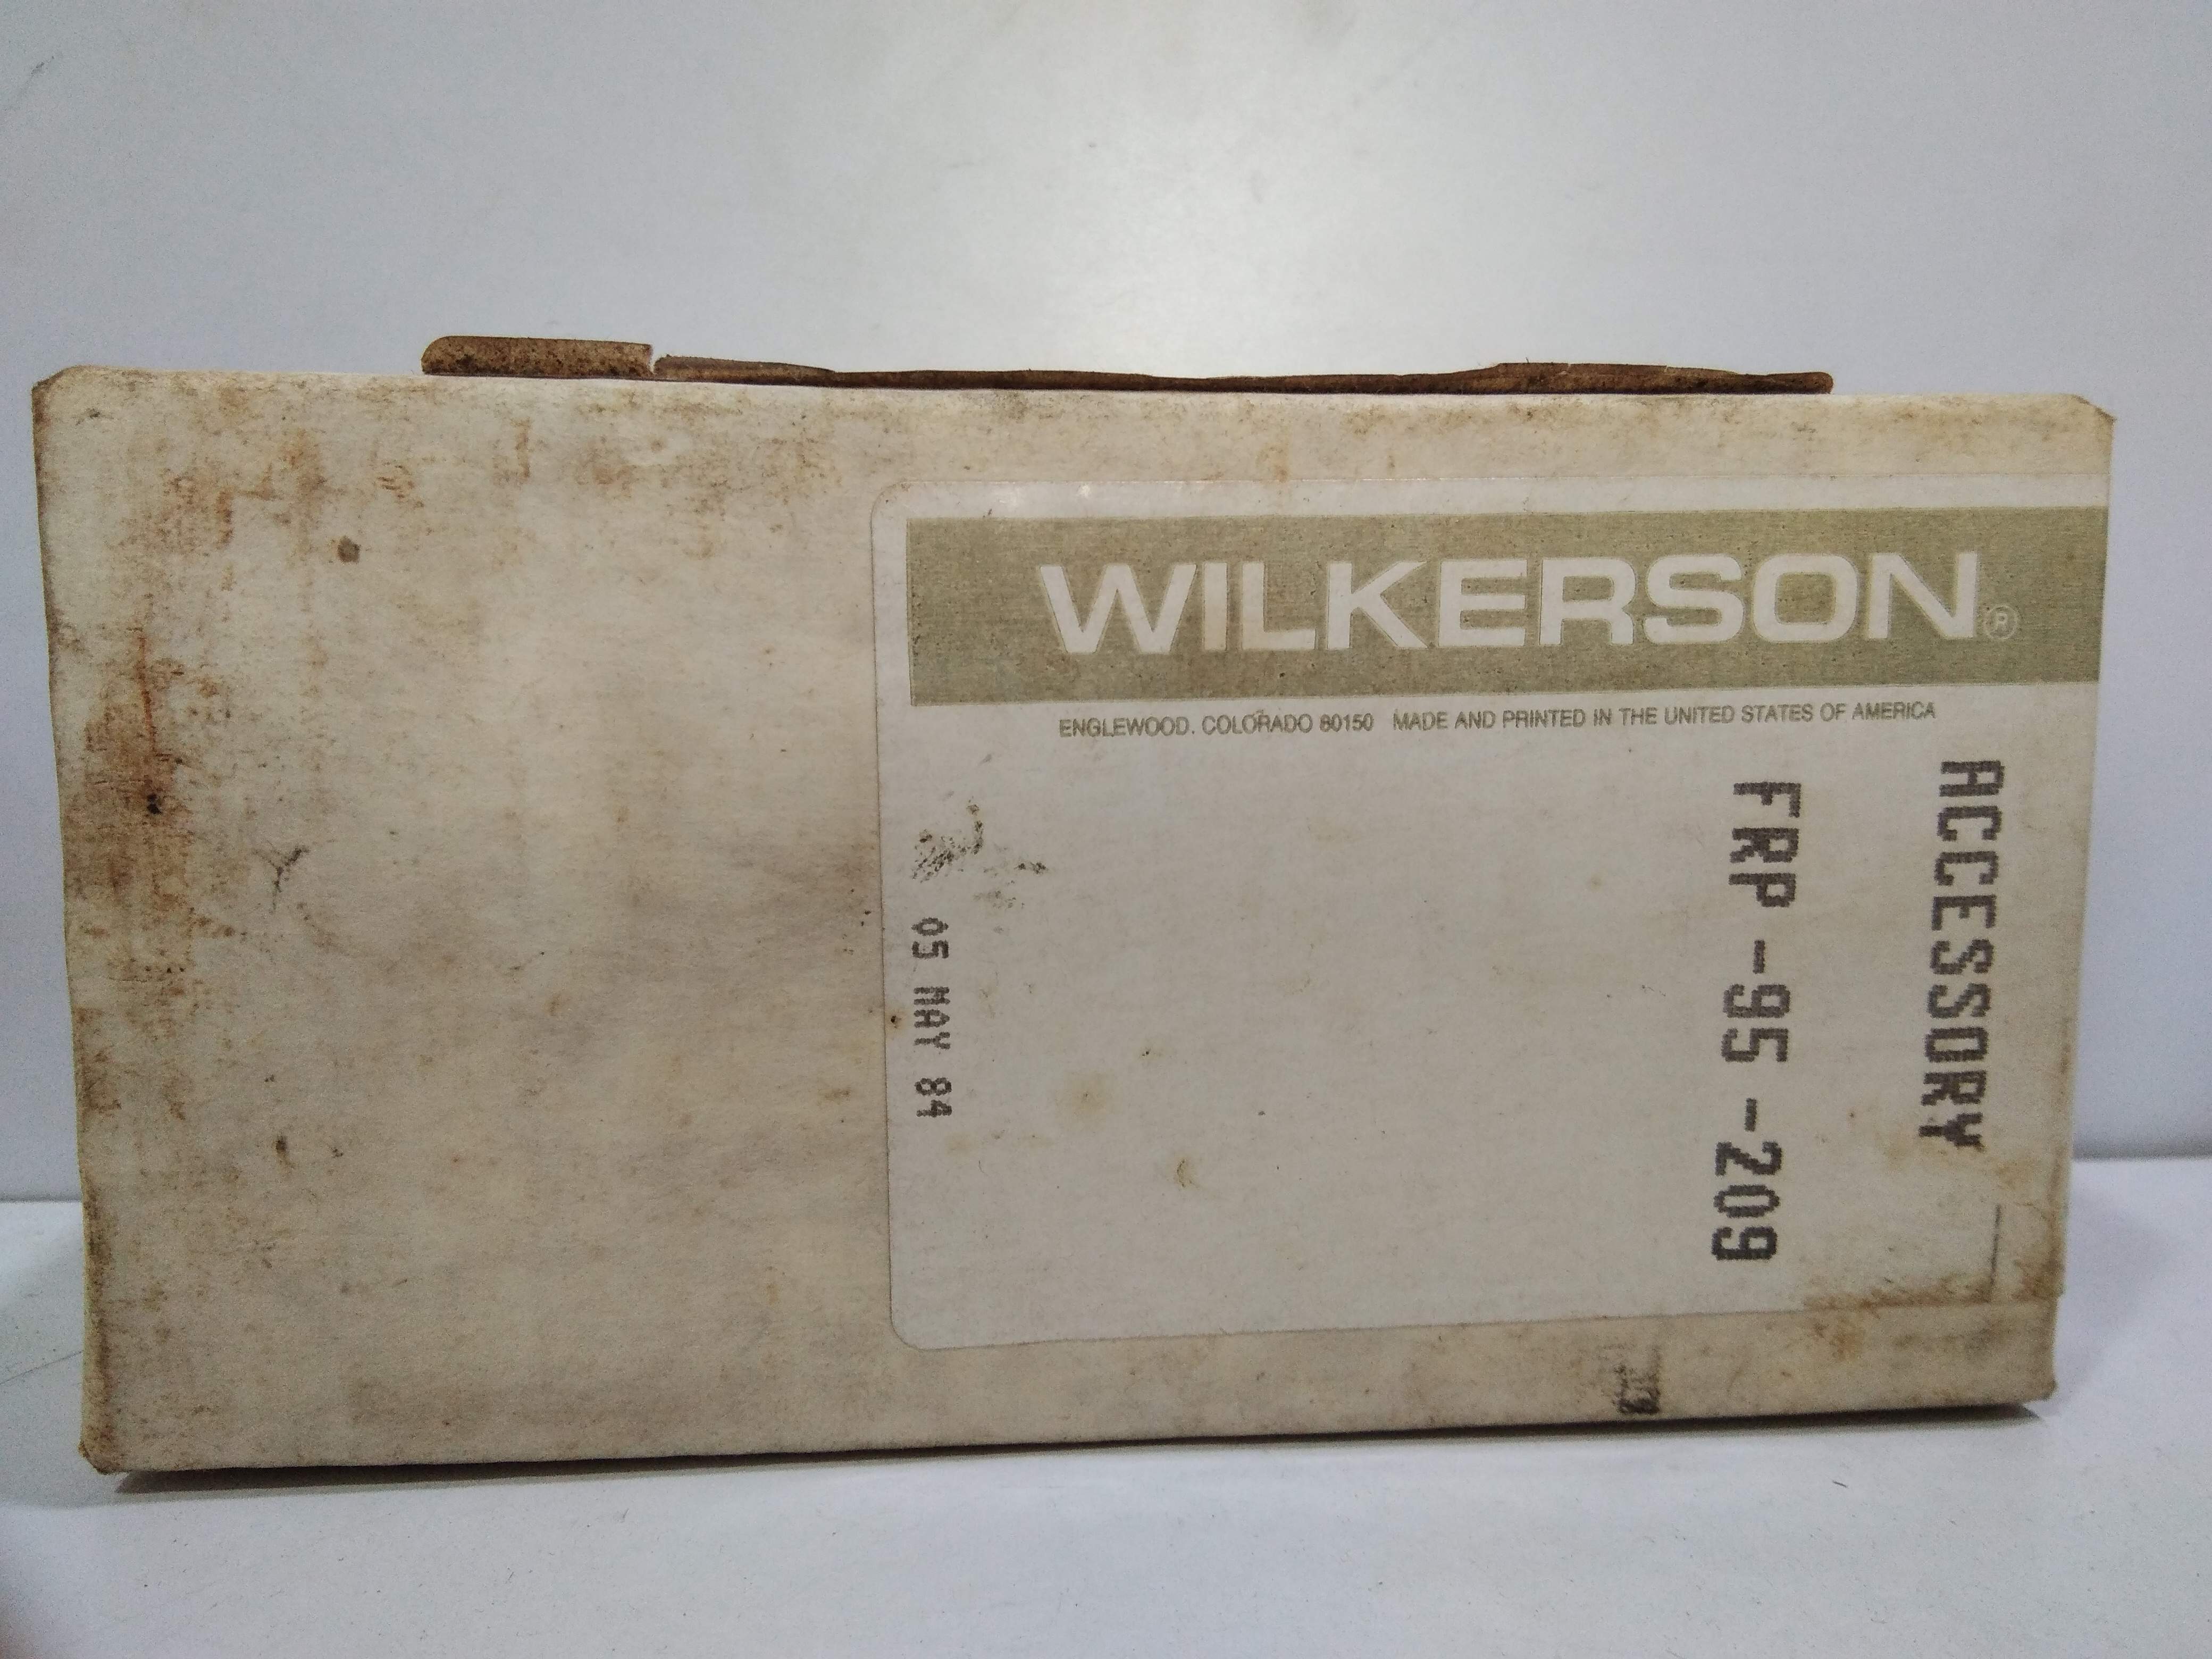 WILKERSON®
ENGLEWOOD, COLORADO 80150 MADE AND PRINTED IN THE UNITED STATES OF AMERICA
ACCESSORY
FRP -95 -209
05 MAY 84